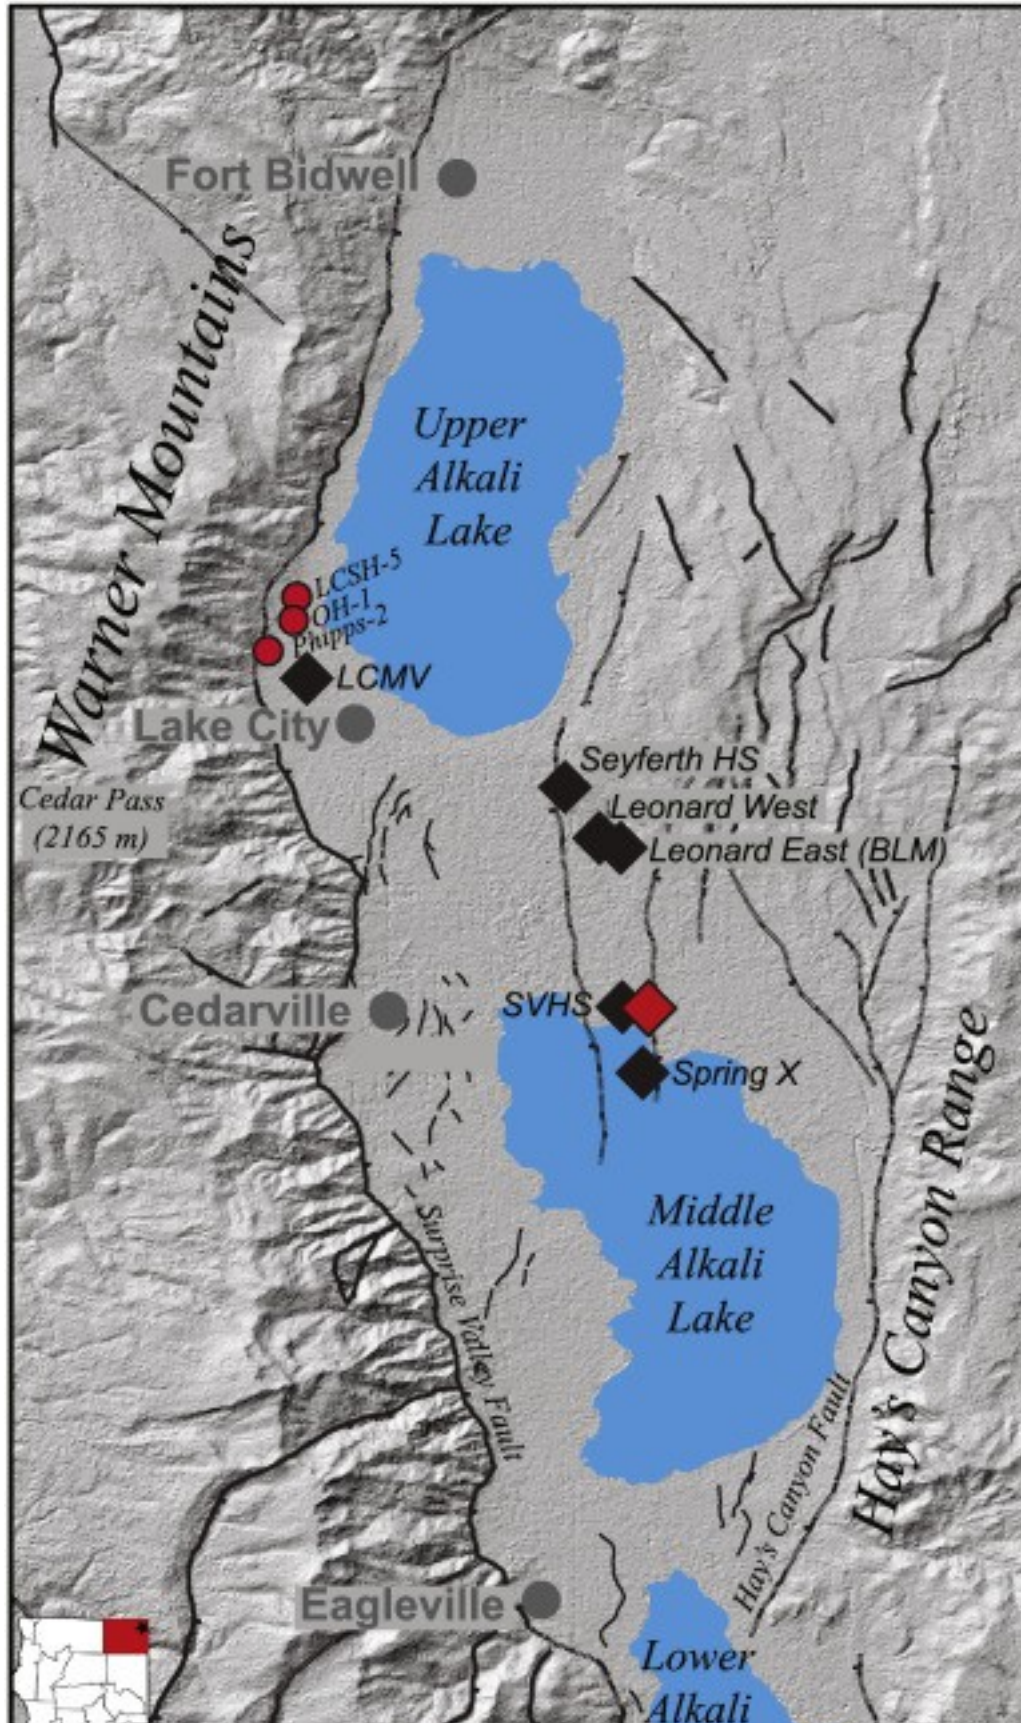 Fort Bidwell
Warner Mountains
Upper
Alkali
Lake
LCSH-5
OH-1
Phipps-2
LCMV
Lake City
Seyferth HS
Cedar Pass
(2165 m)
Leonard West
Leonard East (BLM)
SVHS
Cedarville
Spring X
Hay's Canyon Range
Middle
Alkali
Lake
Surprise Valley Fault
Hay's Canyon Fault
Eagleville
Lower
Alkali